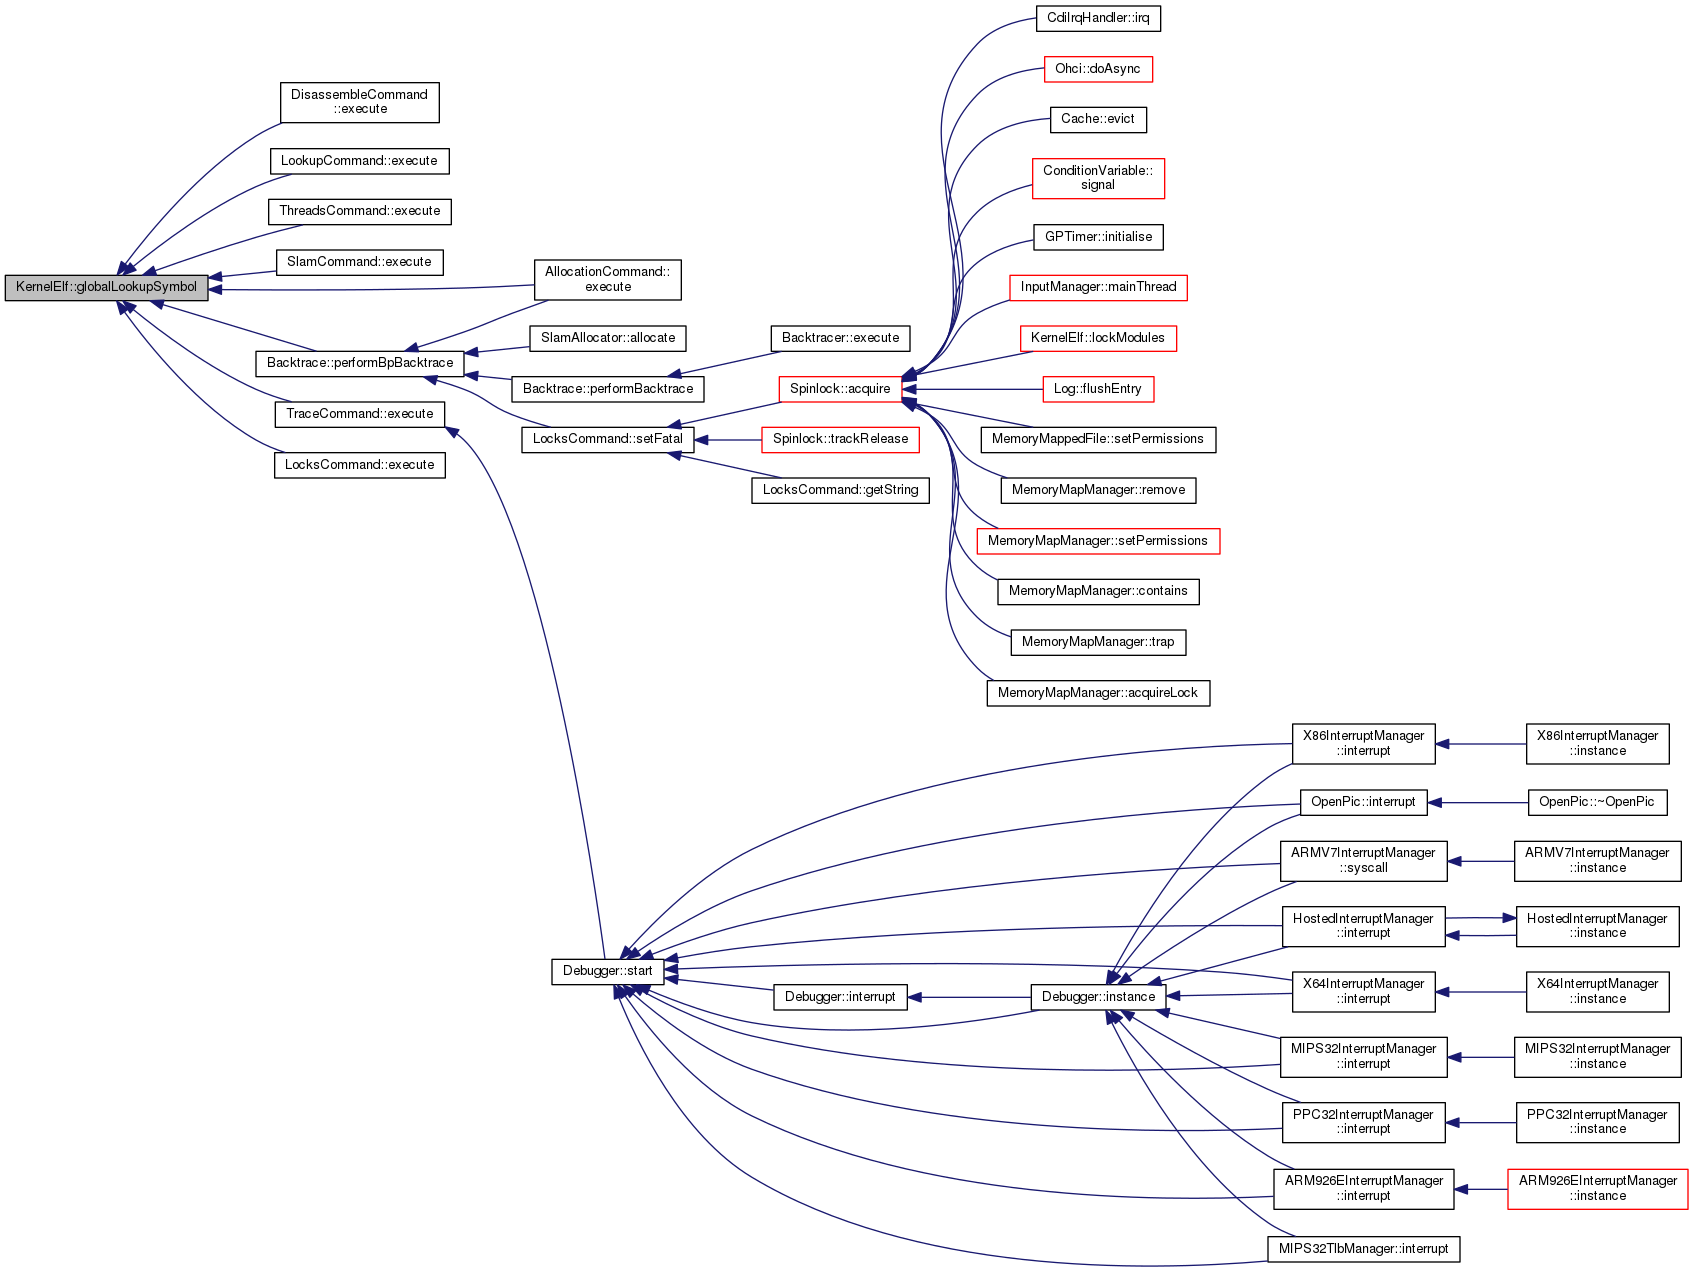 KernelElf::globalLookupSymbol
DisassembleCommand
::execute
LookupCommand::execute
ThreadsCommand::execute
SlamCommand::execute
Backtrace::performBpBacktrace
TraceCommand::execute
LocksCommand::execute
AllocationCommand::
execute
SlamAllocator::allocate
Backtrace::performBacktrace
LocksCommand::setFatal
Backtracer::execute
Spinlock::acquire
Spinlock::trackRelease
LocksCommand::getString
CdiIrqHandler::irq
Ohci::doAsync
Cache::evict
ConditionVariable::
signal
GPTimer::initialise
InputManager::mainThread
KernelElf::lockModules
Log::flushEntry
MemoryMappedFile::setPermissions
MemoryMapManager::remove
MemoryMapManager::setPermissions
MemoryMapManager::contains
MemoryMapManager::trap
MemoryMapManager::acquireLock
Debugger::start
Debugger::interrupt
Debugger::instance
X86InterruptManager
::interrupt
X86InterruptManager
::instance
OpenPic::interrupt
OpenPic::~OpenPic
ARMV7InterruptManager
::syscall
ARMV7InterruptManager
::instance
HostedInterruptManager
::interrupt
HostedInterruptManager
::instance
X64InterruptManager
::interrupt
X64InterruptManager
::instance
MIPS32InterruptManager
::interrupt
MIPS32InterruptManager
::instance
PPC32InterruptManager
::interrupt
PPC32InterruptManager
::instance
ARM926EInterruptManager
::interrupt
ARM926EInterruptManager
::instance
MIPS32TlbManager::interrupt